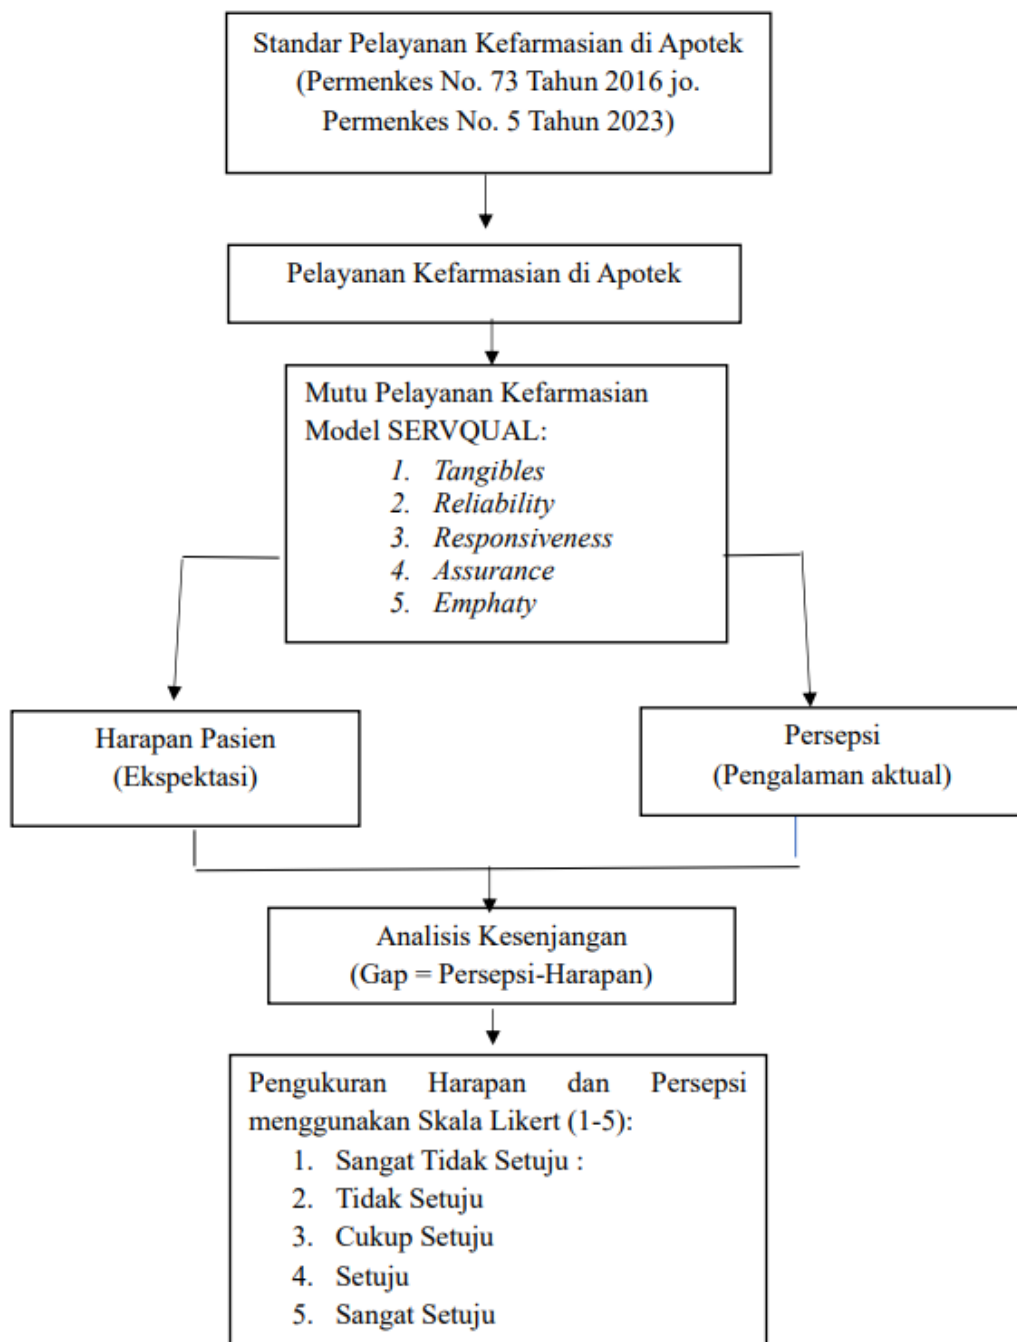 Standar Pelayanan Kefarmasian di Apotek
(Permenkes No. 73 Tahun 2016 jo.
Permenkes No. 5 Tahun 2023)
Pelayanan Kefarmasian di Apotek
Mutu Pelayanan Kefarmasian
Model SERVQUAL:
1. Tangibles
2. Reliability
3. Responsiveness
4. Assurance
5. Emphaty
Harapan Pasien
(Ekspektasi)
Persepsi
(Pengalaman aktual)
Analisis Kesenjangan
(Gap = Persepsi-Harapan)
Pengukuran Harapan dan Persepsi
menggunakan Skala Likert (1-5):
1. Sangat Tidak Setuju :
2. Tidak Setuju
3. Cukup Setuju
4. Setuju
5. Sangat Setuju